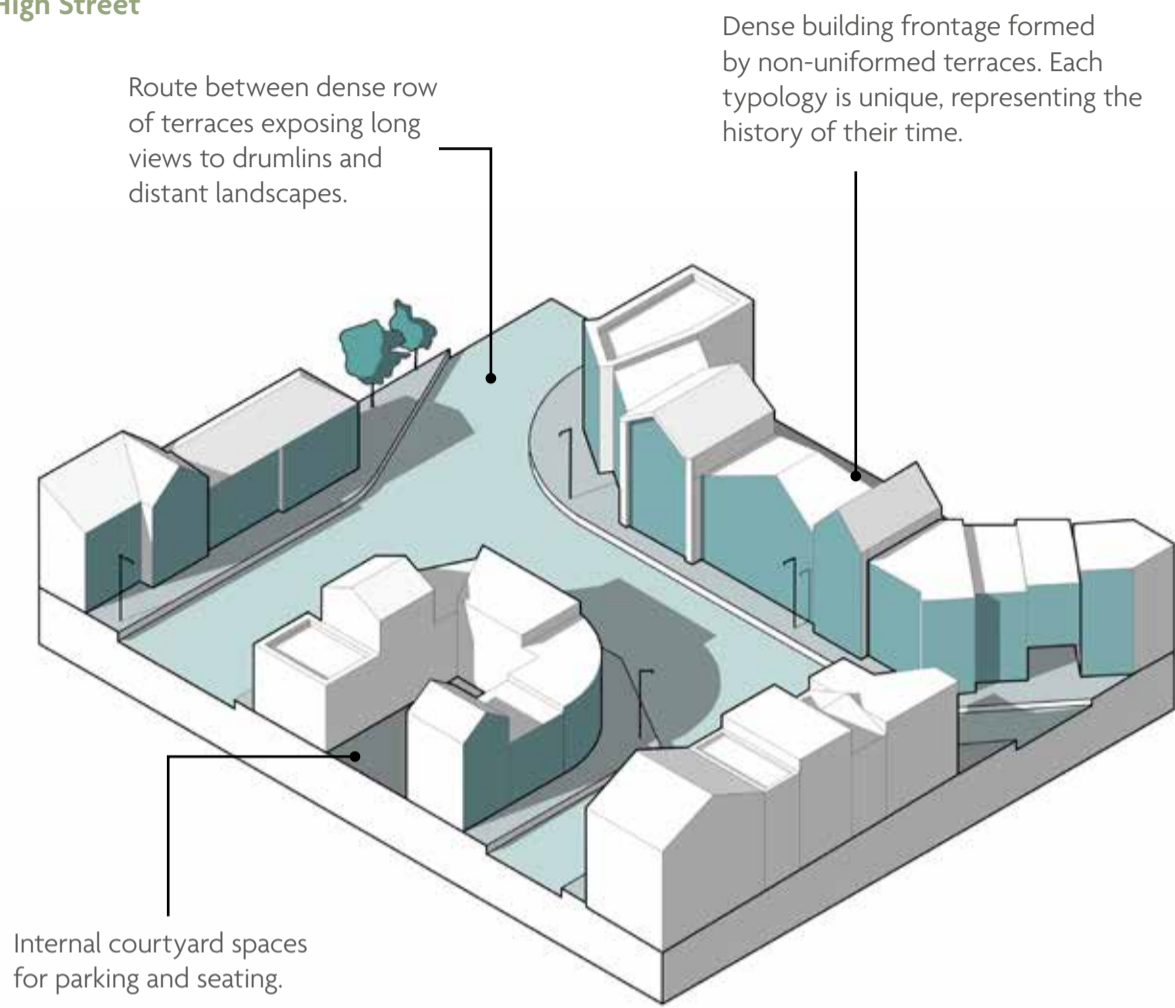 High Street
Dense building frontage formed
by non-uniformed terraces. Each
typology is unique, representing the
history of their time.
Route between dense row
of terraces exposing long
views to drumlins and
distant landscapes.
Internal courtyard spaces
for parking and seating.